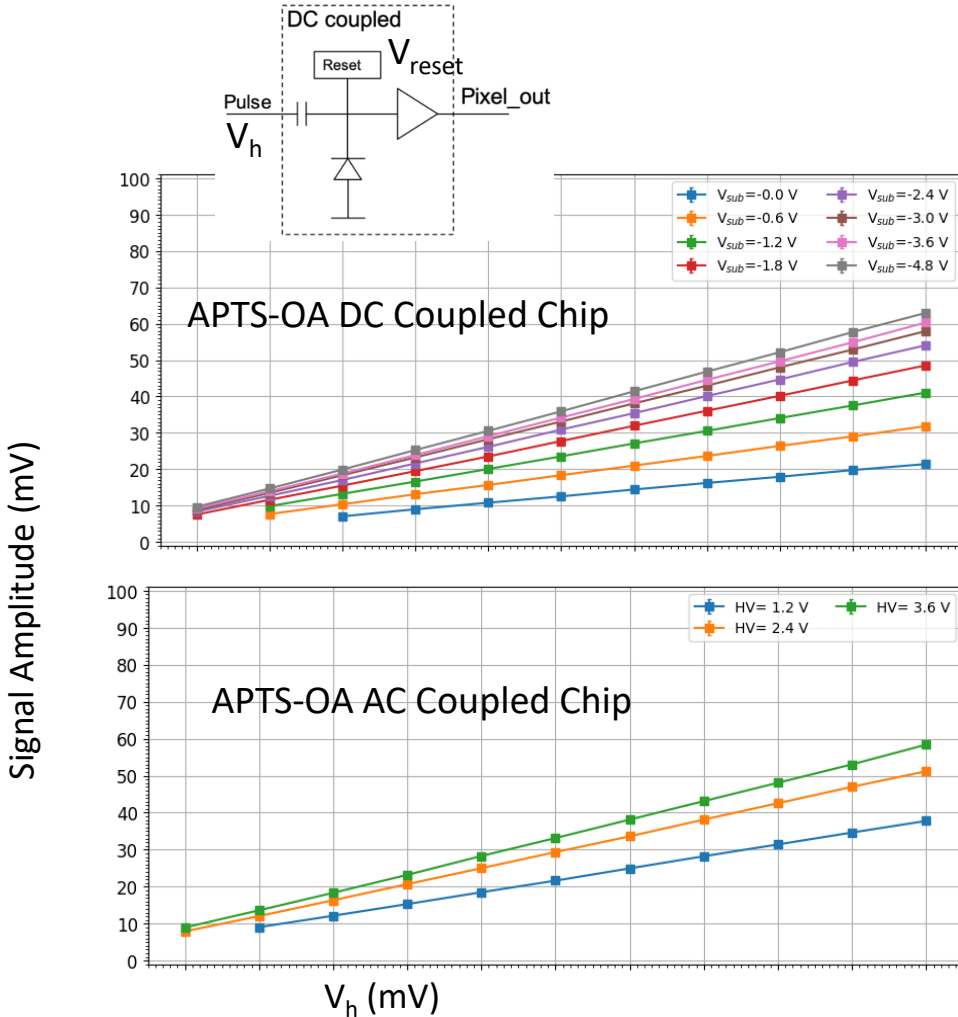 DC coupled
Reset
V_reset
Pulse
Pixel_out
V_h
100
90
80
70
60
50
40
30
20
10
0
V_sub=-0.0 V
V_sub=-0.6 V
V_sub=-1.2 V
V_sub=-1.8 V
V_sub=-2.4 V
V_sub=-3.0 V
V_sub=-3.6 V
V_sub=-4.8 V
APTS-OA DC Coupled Chip
Signal Amplitude (mV)
100
90
80
70
60
50
40
30
20
10
0
HV= 1.2 V
HV= 2.4 V
HV= 3.6 V
APTS-OA AC Coupled Chip
V_h (mV)